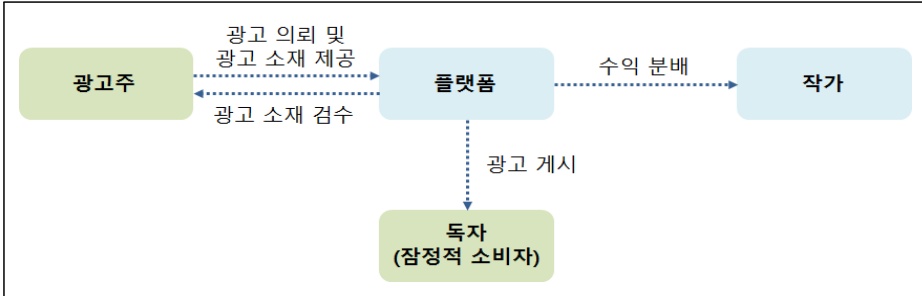 광고 의뢰 및
광고 소재 제공
광고주
플랫폼
수익 분배
작가
광고 소재 검수
광고 게시
독자
(잠정적 소비자)